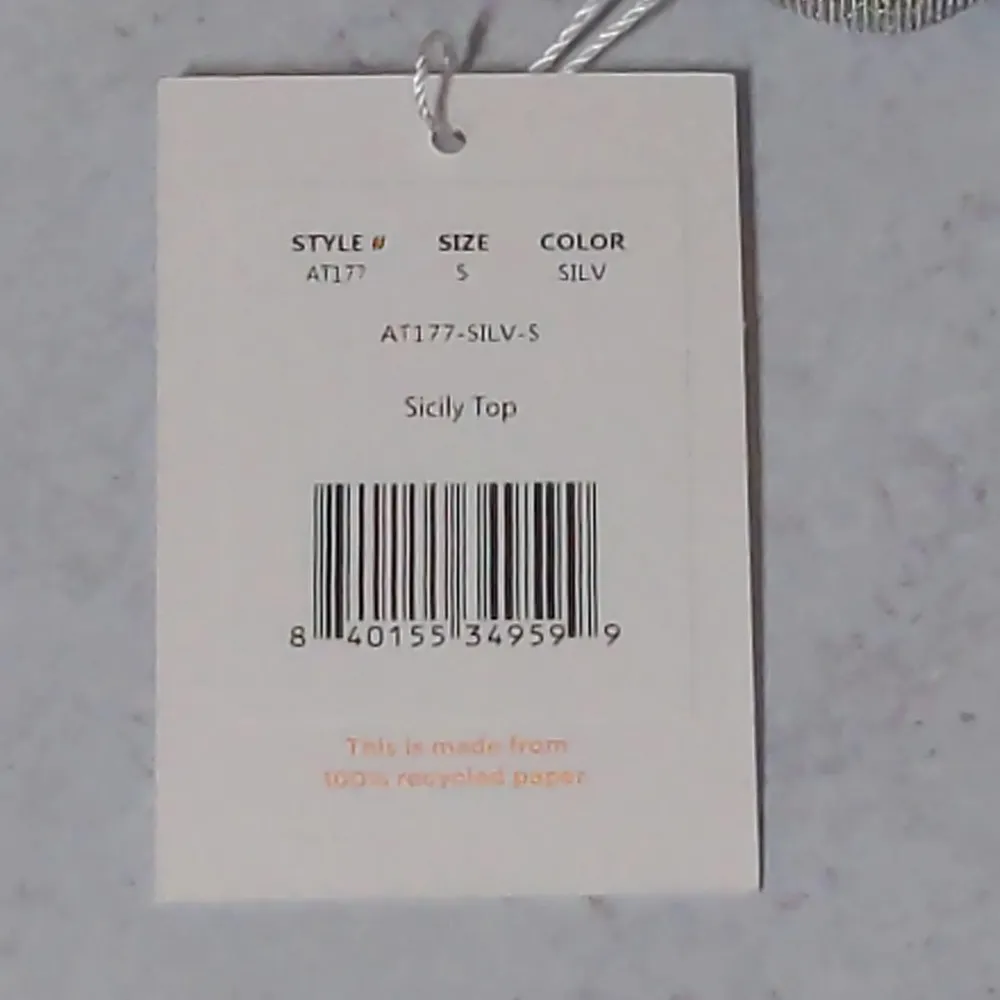 STYLE # SIZE COLOR
AT177 S SILV
AT177-SILV-S
Sicily Top
8 40155 34959 9
This is made from
100% recycled paper